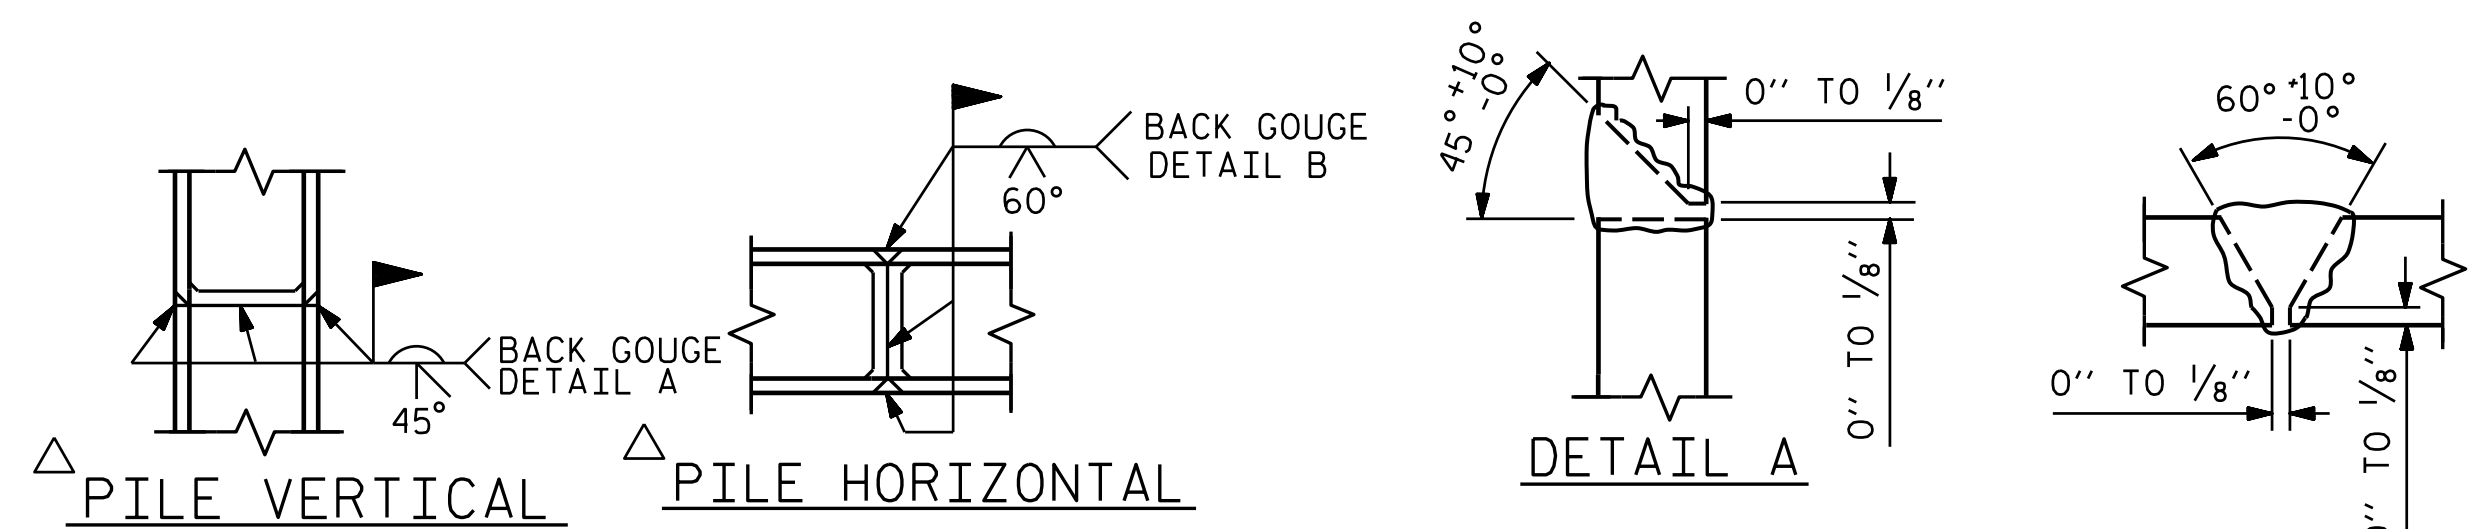 BACK GOUGE
DETAIL A
45°
PILE VERTICAL
BACK GOUGE
DETAIL B
60°
PILE HORIZONTAL
45° +10°
-0°
0'' TO 1/8''
0'' TO 1/8''
DETAIL A
60° +10°
-0°
0'' TO 1/8''
TO 1/8''